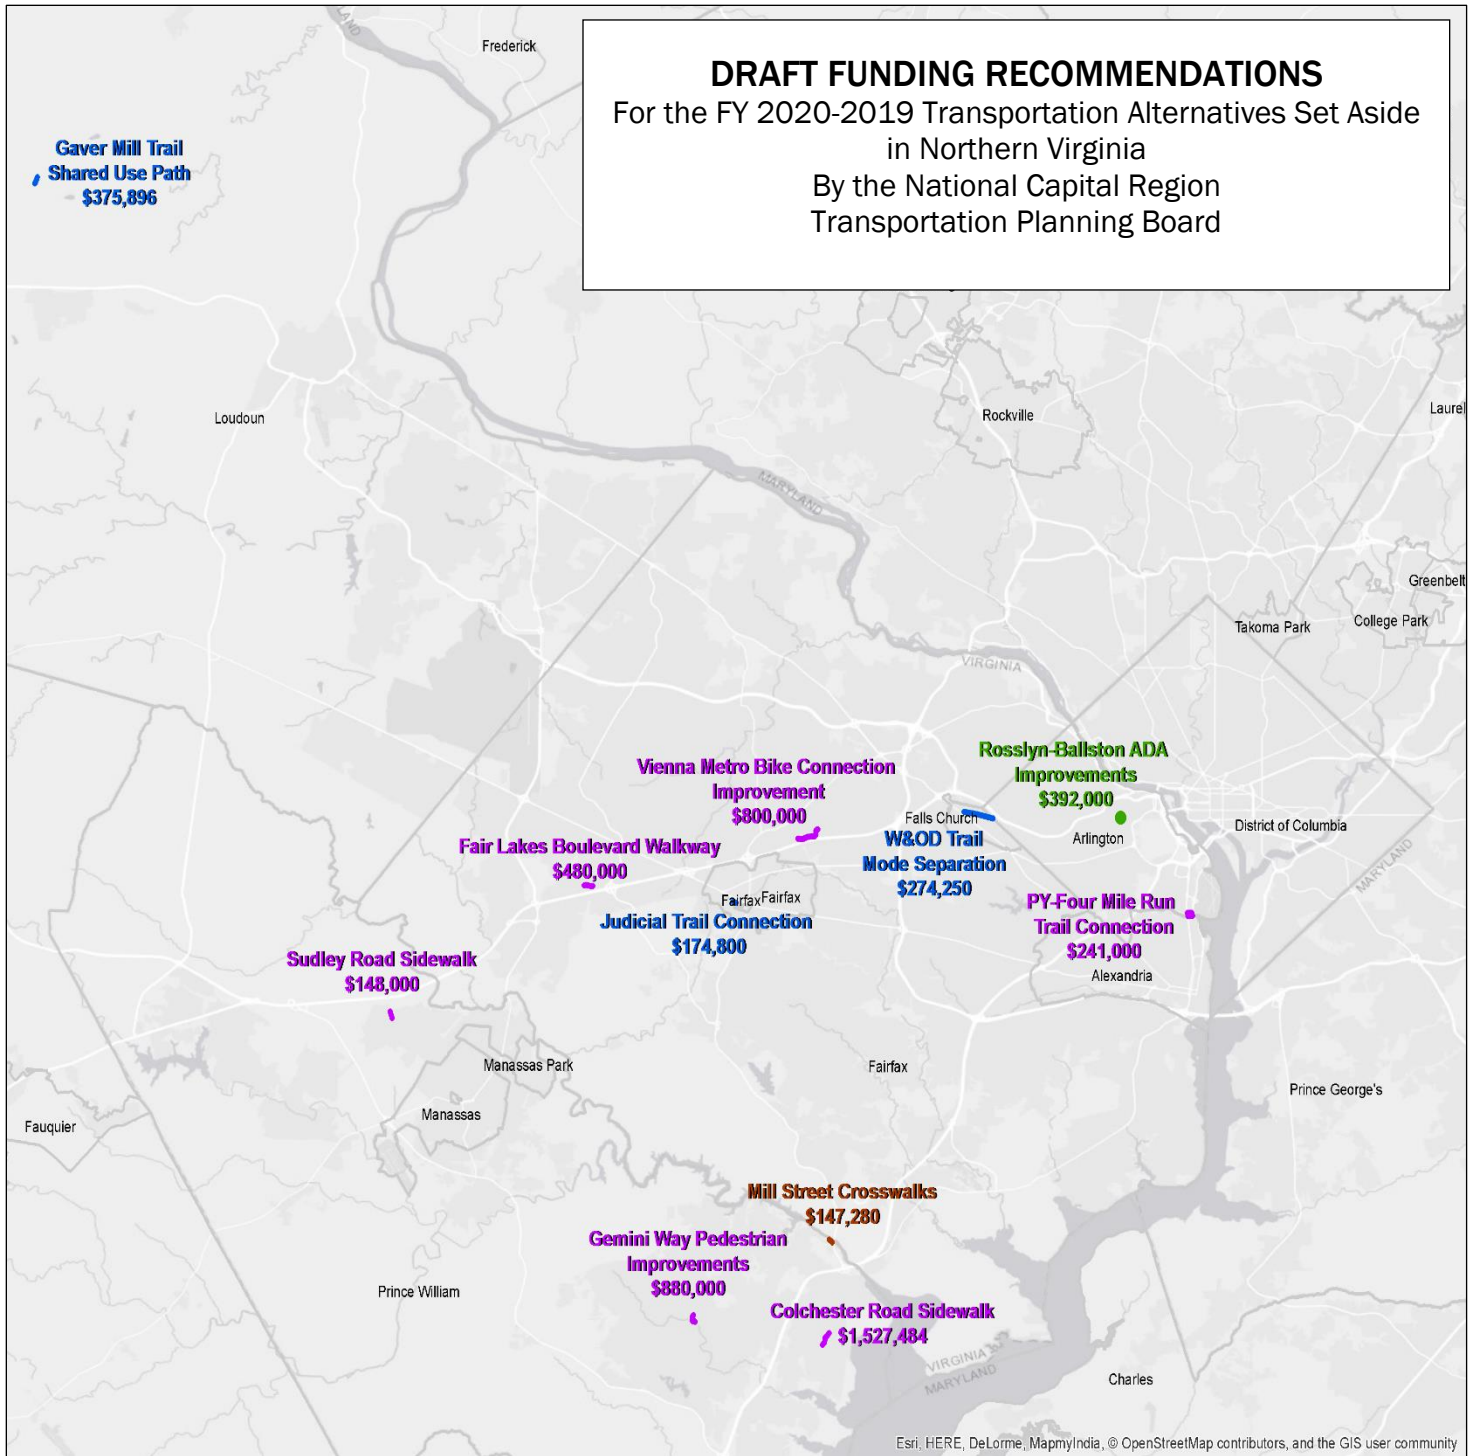 LAND
Frederick
DRAFT FUNDING RECOMMENDATIONS
For the FY 2020-2019 Transportation Alternatives Set Aside
in Northern Virginia
By the National Capital Region
Transportation Planning Board
Gaver Mill Trail
Shared Use Path
$375,896
Loudoun
Rockville
Laurel
MARYLAND
Greenbelt
College Park
Takoma Park
VIRGINIA
Rosslyn-Ballston ADA
Improvements
$392,000
Vienna Metro Bike Connection
Improvement
$800,000
Falls Church
Arlington
District of Columbia
W&OD Trail
Mode Separation
$274,250
Fair Lakes Boulevard Walkway
$480,000
MARYLAND
Fairfax
Fairfax
Judicial Trail Connection
$174,800
PY-Four Mile Run
Trail Connection
$241,000
Alexandria
Sudley Road Sidewalk
$148,000
Manassas Park
Fairfax
Prince George's
Manassas
Fauquier
Mill Street Crosswalks
$147,280
Gemini Way Pedestrian
Improvements
$880,000
Prince William
Colchester Road Sidewalk
$1,527,484
VIRGINIA
MARYLAND
Charles
Esri, HERE, DeLorme, MapmyIndia, © OpenStreetMap contributors, and the GIS user community